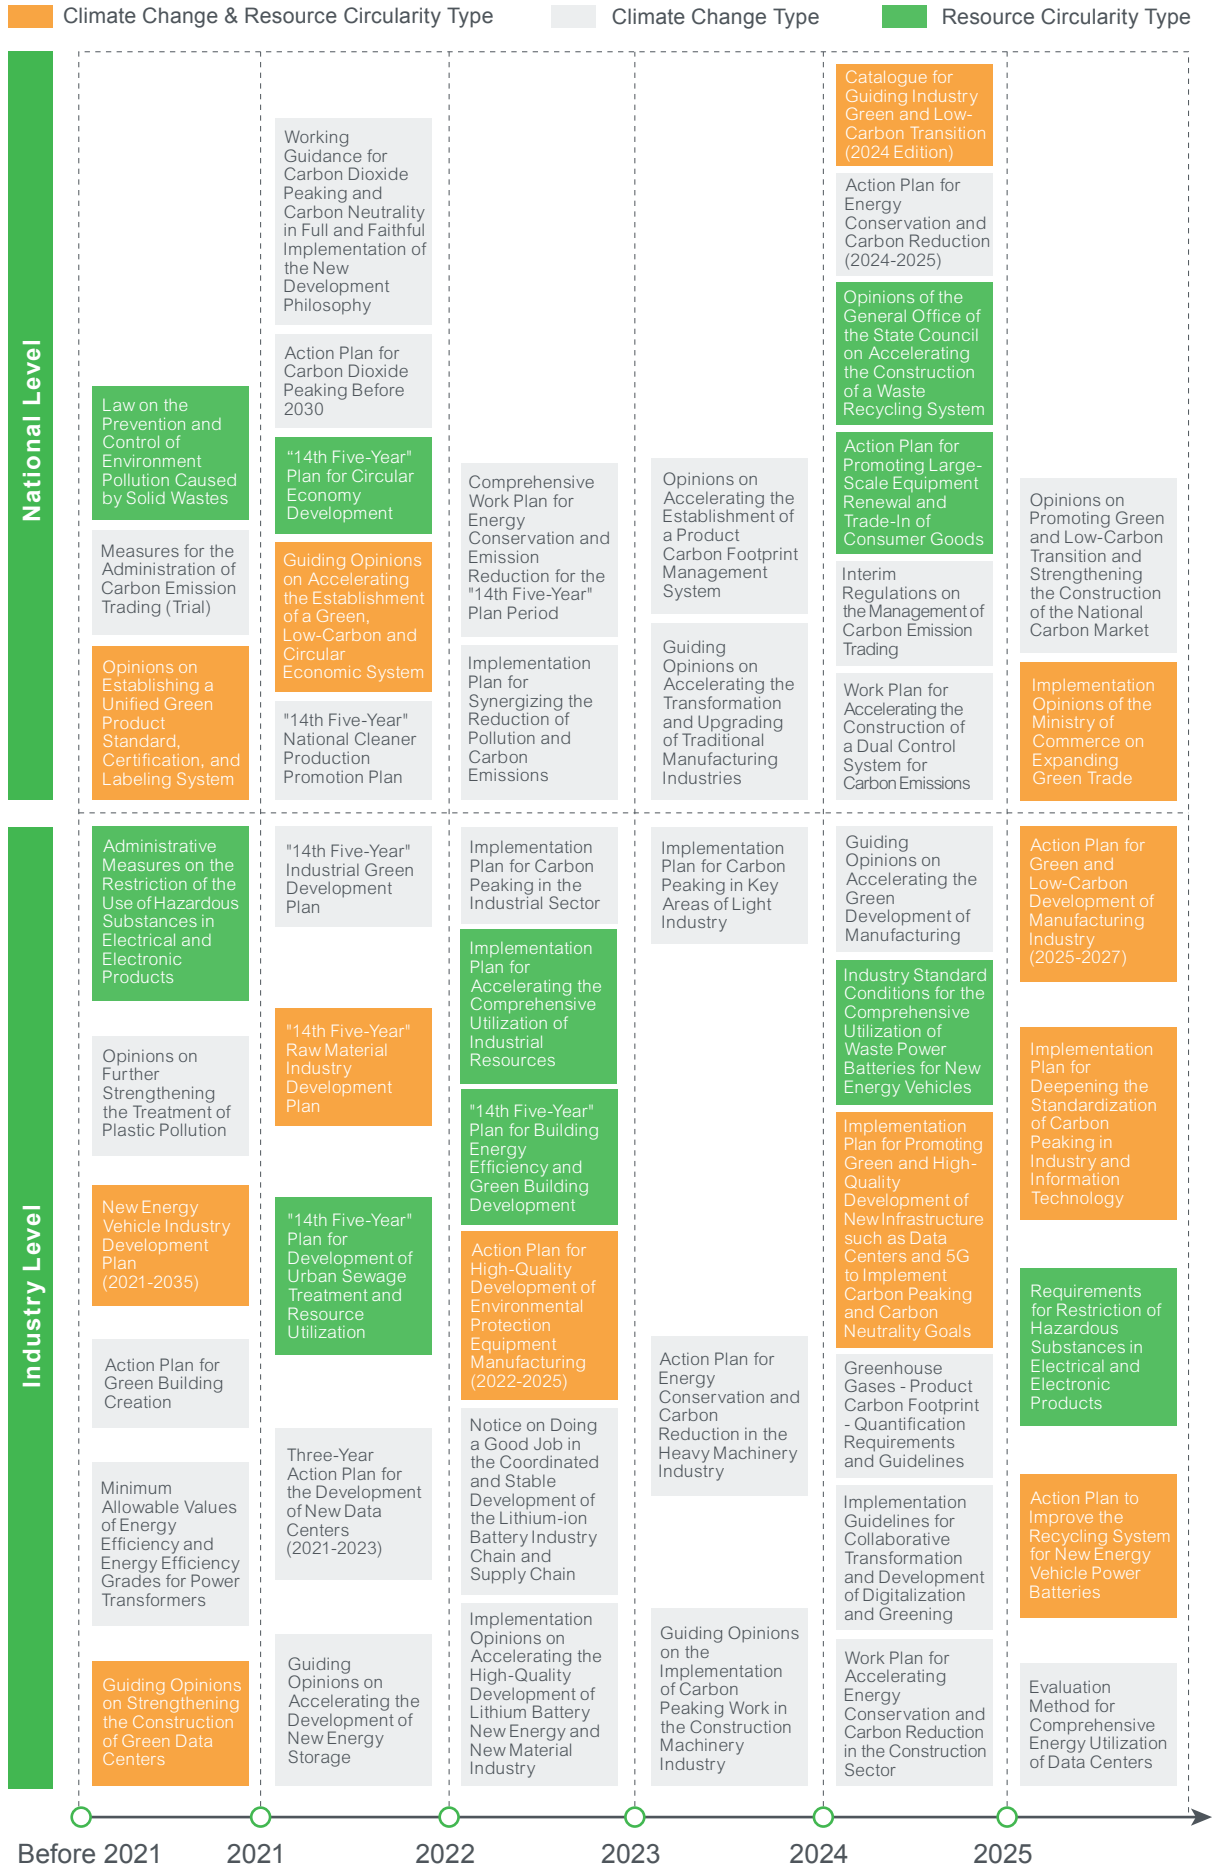 Climate Change & Resource Circularity Type
Climate Change Type
Resource Circularity Type
National Level
Law on the
Prevention and
Control of
Environment
Pollution Caused
by Solid Wastes
Measures for the
Administration of
Carbon Emission
Trading (Trial)
Opinions on
Establishing a
Unified Green
Product
Standard,
Certification, and
Labeling System
Working
Guidance for
Carbon Dioxide
Peaking and
Carbon Neutrality
in Full and Faithful
Implementation of
the New
Development
Philosophy
Action Plan for
Carbon Dioxide
Peaking Before
2030
“14th Five-Year"
Plan for Circular
Economy
Development
Guiding Opinions
on Accelerating
the Establishment
of a Green,
Low-Carbon and
Circular
Economic System
"14th Five-Year"
National Cleaner
Production
Promotion Plan
Comprehensive
Work Plan for
Energy
Conservation and
Emission
Reduction for the
"14th Five-Year"
Plan Period
Implementation
Plan for
Synergizing the
Reduction of
Pollution and
Carbon
Emissions
Opinions on
Accelerating the
Establishment of
a Product
Carbon Footprint
Management
System
Guiding
Opinions on
Accelerating the
Transformation
and Upgrading
of Traditional
Manufacturing
Industries
Catalogue for
Guiding Industry
Green and Low-
Carbon Transition
(2024 Edition)
Action Plan for
Energy
Conservation and
Carbon Reduction
(2024-2025)
Opinions of the
General Office of
the State Council
on Accelerating
the Construction
of a Waste
Recycling System
Action Plan for
Promoting Large-
Scale Equipment
Renewal and
Trade-In of
Consumer Goods
Interim
Regulations on
the Management of
Carbon Emission
Trading
Work Plan for
Accelerating the
Construction of
a Dual Control
System for
Carbon Emissions
Opinions on
Promoting Green
and Low-Carbon
Transition and
Strengthening
the Construction
of the National
Carbon Market
Implementation
Opinions of the
Ministry of
Commerce on
Expanding
Green Trade
Industry Level
Administrative
Measures on the
Restriction of the
Use of Hazardous
Substances in
Electrical and
Electronic
Products
Opinions on
Further
Strengthening
the Treatment of
Plastic Pollution
New Energy
Vehicle Industry
Development
Plan
(2021-2035)
Action Plan for
Green Building
Creation
Minimum
Allowable Values
of Energy
Efficiency and
Energy Efficiency
Grades for Power
Transformers
Guiding Opinions
on Strengthening
the Construction
of Green Data
Centers
"14th Five-Year"
Industrial Green
Development
Plan
"14th Five-Year"
Raw Material
Industry
Development
Plan
"14th Five-Year"
Plan for
Development of
Urban Sewage
Treatment and
Resource
Utilization
Three-Year
Action Plan for
the Development
of New Data
Centers
(2021-2023)
Guiding
Opinions on
Accelerating the
Development of
New Energy
Storage
Implementation
Plan for Carbon
Peaking in the
Industrial Sector
Implementation
Plan for
Accelerating the
Comprehensive
Utilization of
Industrial
Resources
"14th Five-Year"
Plan for Building
Energy
Efficiency and
Green Building
Development
Action Plan for
High-Quality
Development of
Environmental
Protection
Equipment
Manufacturing
(2022-2025)
Notice on Doing
a Good Job in
the Coordinated
and Stable
Development of
the Lithium-ion
Battery Industry
Chain and
Supply Chain
Implementation
Opinions on
Accelerating the
High-Quality
Development of
Lithium Battery
New Energy and
New Material
Industry
Implementation
Plan for Carbon
Peaking in Key
Areas of Light
Industry
Action Plan for
Energy
Conservation and
Carbon
Reduction in the
Heavy Machinery
Industry
Guiding Opinions
on the
Implementation
of Carbon
Peaking Work in
the Construction
Machinery
Industry
Guiding
Opinions on
Accelerating the
Green
Development of
Manufacturing
Industry Standard
Conditions for the
Comprehensive
Utilization of
Waste Power
Batteries for New
Energy Vehicles
Implementation
Plan for Promoting
Green and High-
Quality
Development of
New Infrastructure
such as Data
Centers and 5G
to Implement
Carbon Peaking
and Carbon
Neutrality Goals
Greenhouse
Gases - Product
Carbon Footprint
- Quantification
Requirements
and Guidelines
Implementation
Guidelines for
Collaborative
Transformation
and Development
of Digitalization
and Greening
Work Plan for
Accelerating
Energy
Conservation and
Carbon Reduction
in the Construction
Sector
Action Plan for
Green and
Low-Carbon
Development of
Manufacturing
Industry
(2025-2027)
Implementation
Plan for
Deepening the
Standardization
of Carbon
Peaking in
Industry and
Information
Technology
Requirements
for Restriction of
Hazardous
Substances in
Electrical and
Electronic
Products
Action Plan to
Improve the
Recycling System
for New Energy
Vehicle Power
Batteries
Evaluation
Method for
Comprehensive
Energy Utilization
of Data Centers
Before 2021
2021
2022
2023
2024
2025